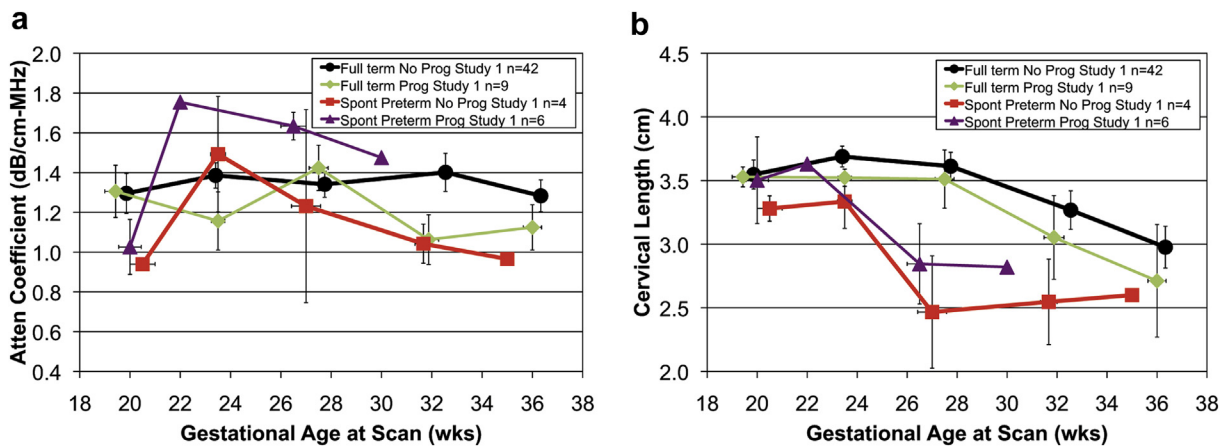 a
Atten Coefficient (dB/cm-MHz)
2.0
1.8
1.6
1.4
1.2
1.0
0.8
0.6
0.4
Full term No Prog Study 1 n=42
Full term Prog Study 1 n=9
Spont Preterm No Prog Study 1 n=4
Spont Preterm Prog Study 1 n=6
18 20 22 24 26 28 30 32 34 36 38
Gestational Age at Scan (wks)
b
Cervical Length (cm)
4.5
4.0
3.5
3.0
2.5
2.0
Full term No Prog Study 1 n=42
Full term Prog Study 1 n=9
Spont Preterm No Prog Study 1 n=4
Spont Preterm Prog Study 1 n=6
18 20 22 24 26 28 30 32 34 36 38
Gestational Age at Scan (wks)